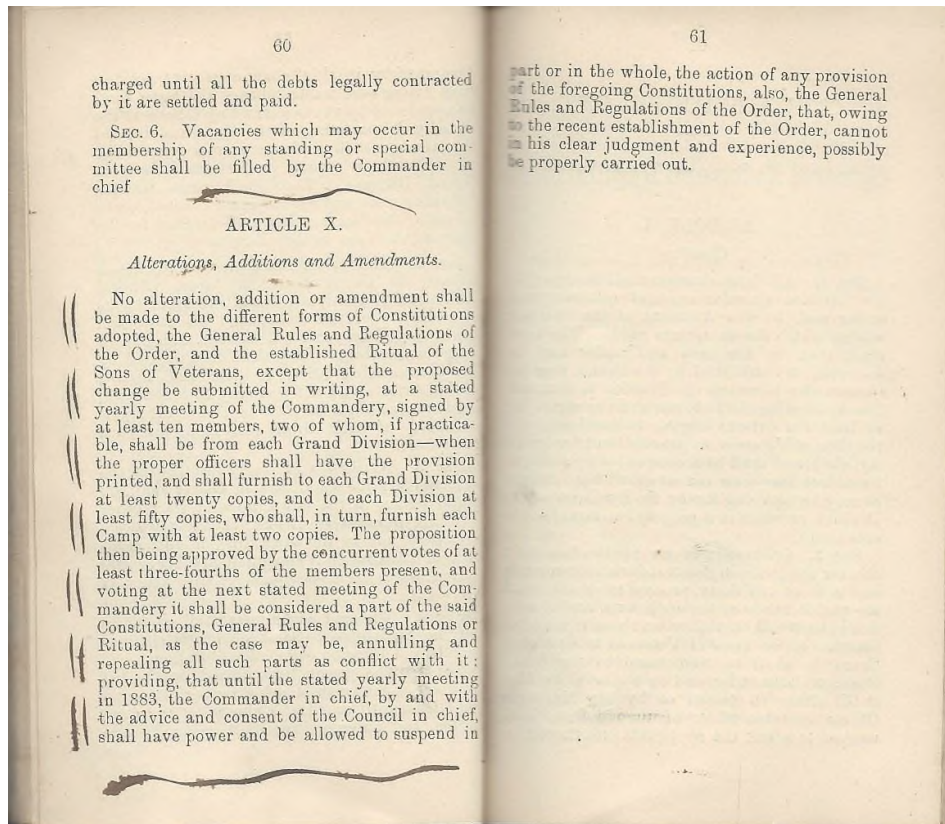 60
charged until all the debts legally contracted
by it are settled and paid.
SEC. 6. Vacancies which may occur in the
membership of any standing or special com-
mittee shall be filled by the Commander in
chief
ARTICLE X.
Alterations, Additions and Amendments.
No alteration, addition or amendment shall
be made to the different forms of Constitutions
adopted, the General Rules and Regulations of
the Order, and the established Ritual of the
Sons of Veterans, except that the proposed
change be submitted in writing, at a stated
yearly meeting of the Commandery, signed by
at least ten members, two of whom, if practica-
ble, shall be from each Grand Division—when
the proper officers shall have the provision
printed, and shall furnish to each Grand Division
at least twenty copies, and to each Division at
least fifty copies, who shall, in turn, furnish each
Camp with at least two copies. The proposition
then being approved by the concurrent votes of at
least three-fourths of the members present, and
voting at the next stated meeting of the Com-
mandery it shall be considered a part of the said
Constitutions, General Rules and Regulations or
Ritual, as the case may be, annulling and
repealing all such parts as conflict with it;
providing, that until the stated yearly meeting
in 1883, the Commander in chief, by and with
the advice and consent of the Council in chief,
shall have power and be allowed to suspend in
61
part or in the whole, the action of any provision
of the foregoing Constitutions, also, the General
Rules and Regulations of the Order, that, owing
to the recent establishment of the Order, cannot
in his clear judgment and experience, possibly
be properly carried out.